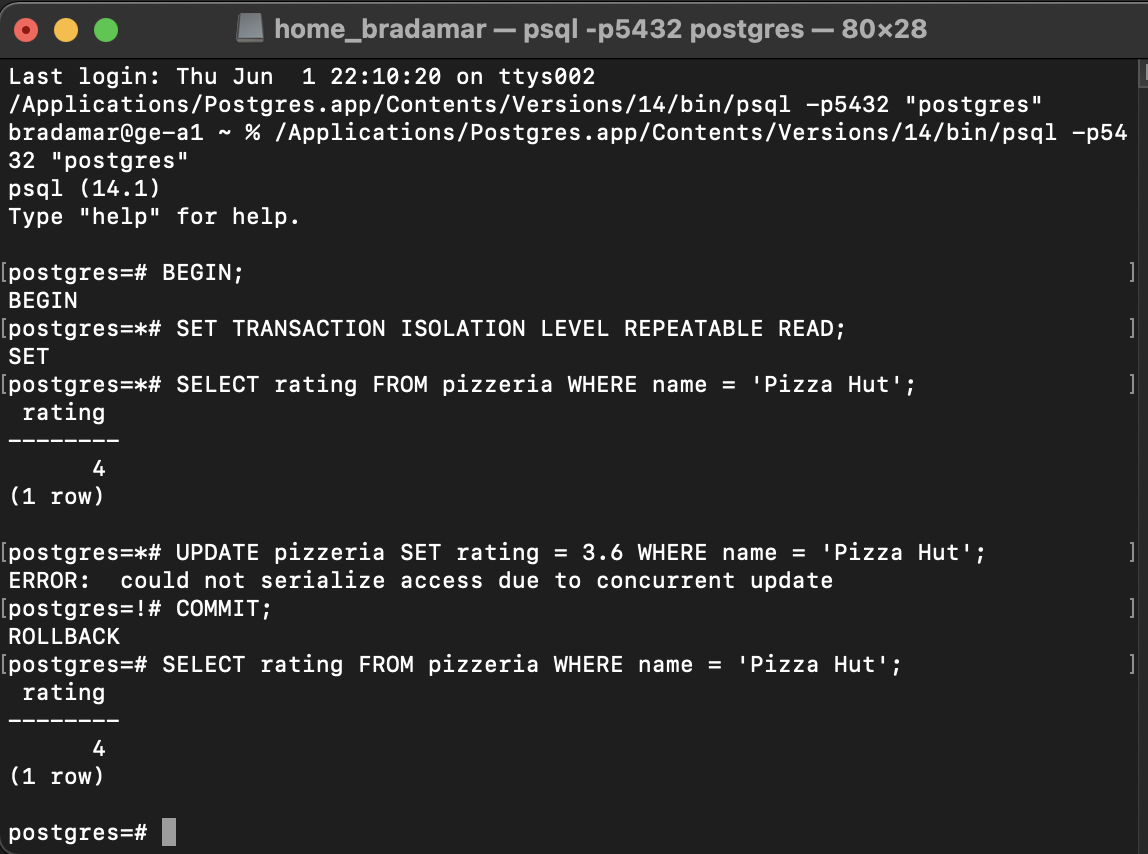 home_bradamar — psql -p5432 postgres — 80×28
Last login: Thu Jun  1 22:10:20 on ttys002
/Applications/Postgres.app/Contents/Versions/14/bin/psql -p5432 "postgres"
bradamar@ge-a1 ~ % /Applications/Postgres.app/Contents/Versions/14/bin/psql -p54
32 "postgres"
psql (14.1)
Type "help" for help.
[postgres=# BEGIN; ]
BEGIN
[postgres=*# SET TRANSACTION ISOLATION LEVEL REPEATABLE READ; ]
SET
[postgres=*# SELECT rating FROM pizzeria WHERE name = 'Pizza Hut'; ]
rating
--------
4
(1 row)
[postgres=*# UPDATE pizzeria SET rating = 3.6 WHERE name = 'Pizza Hut'; ]
ERROR:  could not serialize access due to concurrent update
[postgres=!# COMMIT; ]
ROLLBACK
[postgres=# SELECT rating FROM pizzeria WHERE name = 'Pizza Hut'; ]
rating
--------
4
(1 row)
postgres=#